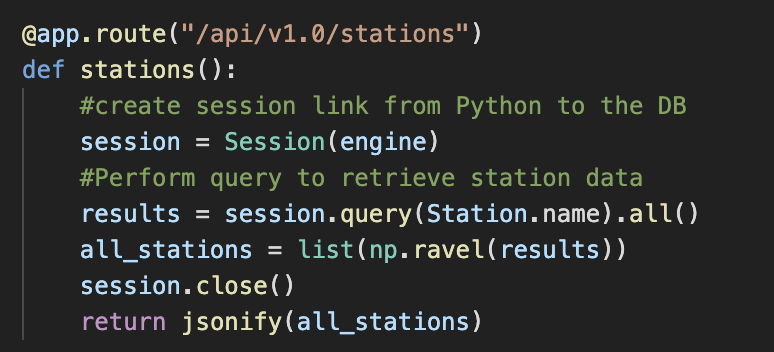 @app.route("/api/v1.0/stations")
def stations():
    #create session link from Python to the DB
    session = Session(engine)
    #Perform query to retrieve station data
    results = session.query(Station.name).all()
    all_stations = list(np.ravel(results))
    session.close()
    return jsonify(all_stations)